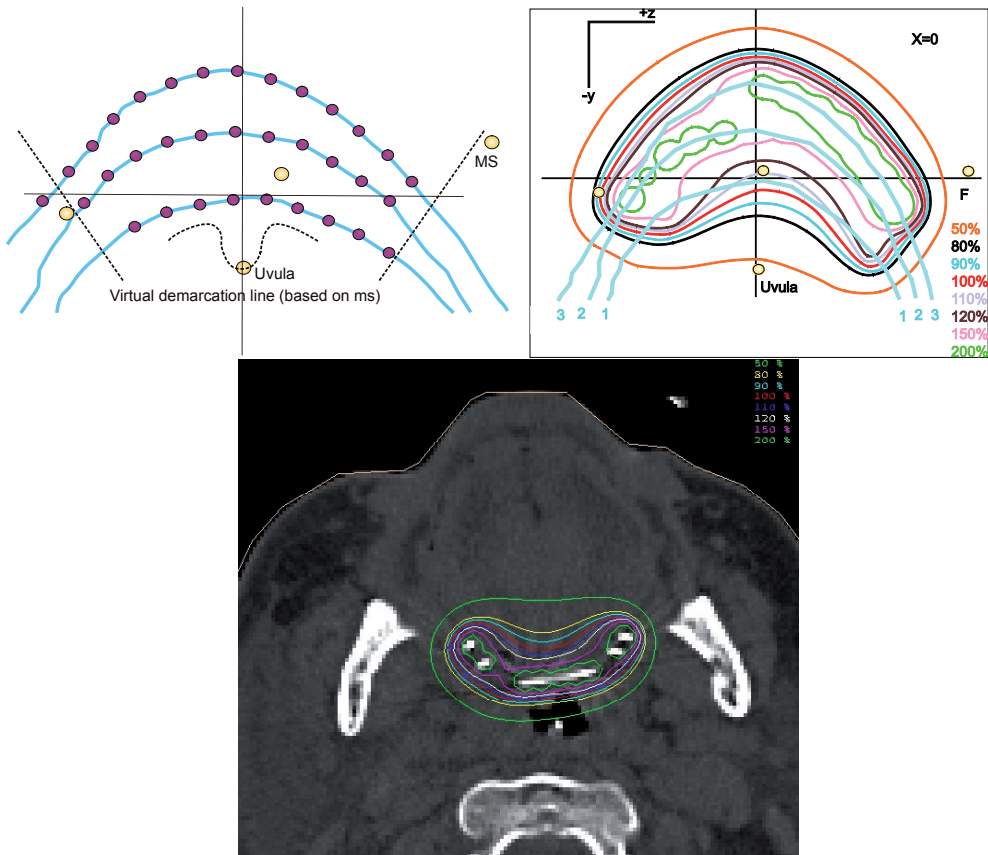 MS
Uvula
Virtual demarcation line (based on ms)
+z
X=0
-y
F
50%
80%
90%
100%
110%
120%
150%
200%
Uvula
3 2 1
1 2 3
50 %
80 %
90 %
100 %
110 %
120 %
150 %
200 %